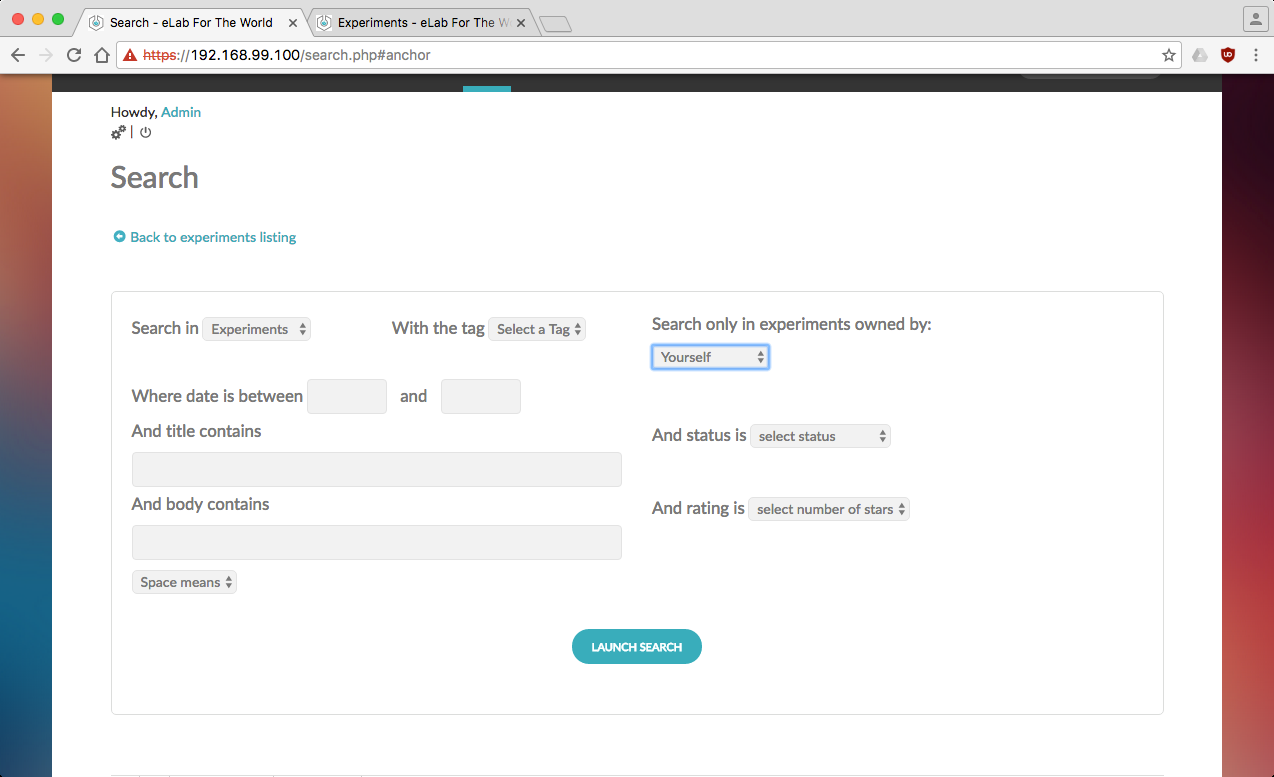 Search - eLab For The World
Experiments - eLab For The W
https://192.168.99.100/search.php#anchor
Howdy, Admin
Search
Back to experiments listing
Search in Experiments With the tag Select a Tag Search only in experiments owned by:
Yourself
Where date is between and
And title contains
And status is select status
And body contains
And rating is select number of stars
Space means
LAUNCH SEARCH